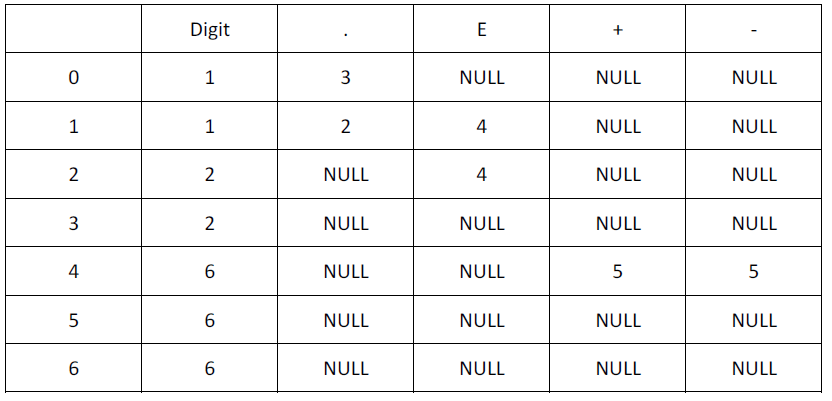 Digit . E + -
0 1 3 NULL NULL NULL
1 1 2 4 NULL NULL
2 2 NULL 4 NULL NULL
3 2 NULL NULL NULL NULL
4 6 NULL NULL 5 5
5 6 NULL NULL NULL NULL
6 6 NULL NULL NULL NULL